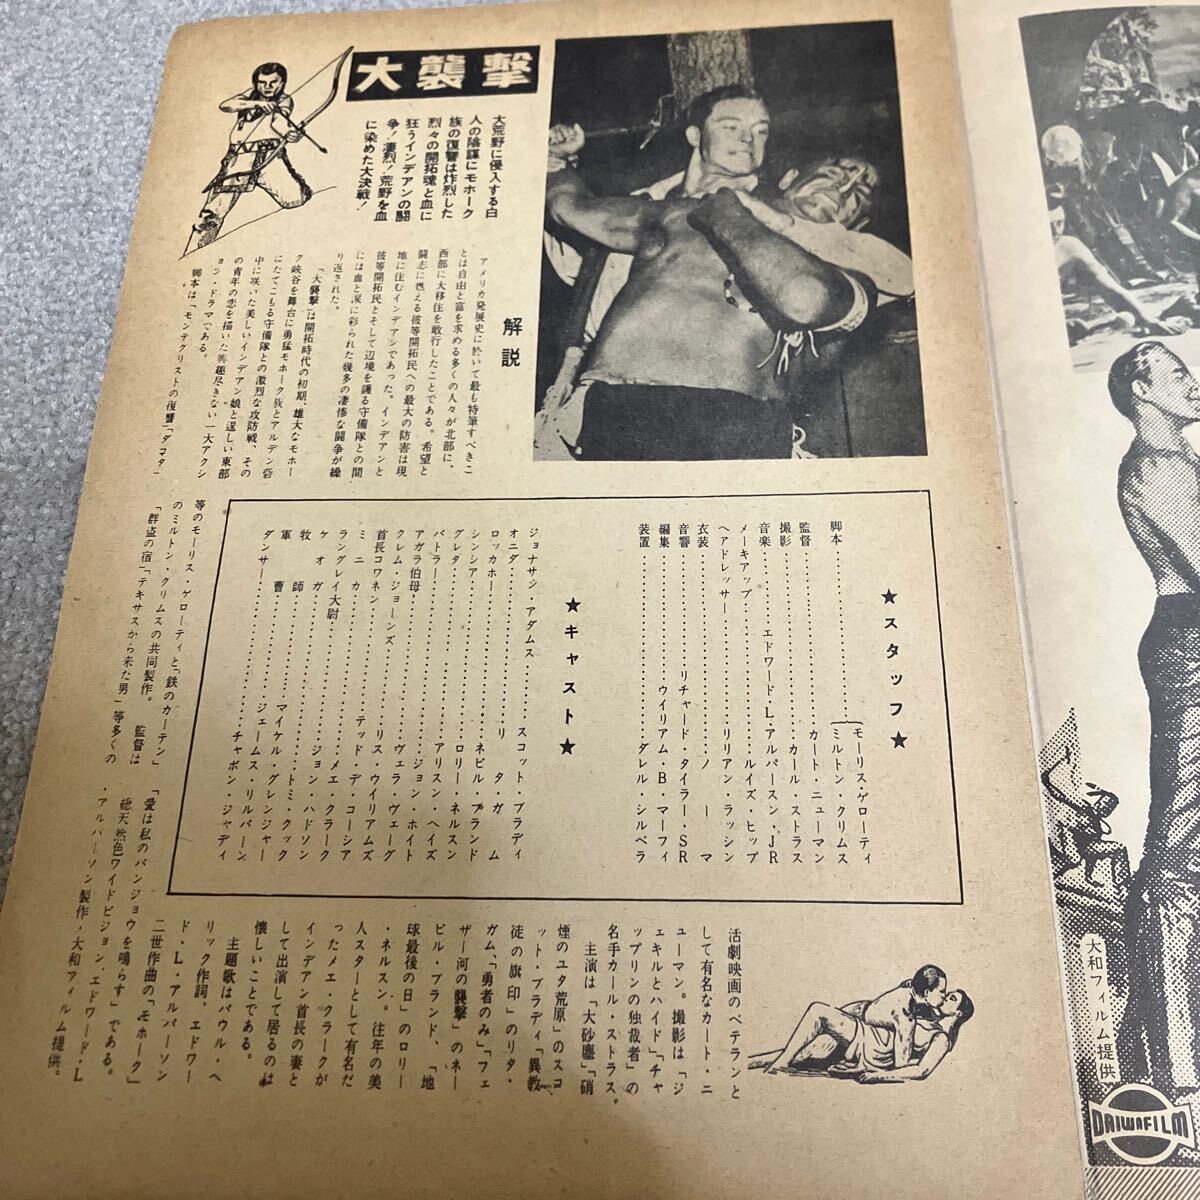 大襲撃
大荒野に侵入する白
人の陰謀にモホーク
族の復讐は炸烈した
烈々の開拓魂と血に
狂うインデアンの闘
争!凄烈!荒野を血
に染めた大決戦!
解説
アメリカ発展史に於いて最も特筆すべきこ
とは自由と富を求める多くの人々が北部に、
西部に大移住を敢行したことである。希望と
闘志に燃える彼等開拓民への最大の防害は現
地に住むインデアンであった。インデアンと
彼等開拓民とそして辺境を護る守備隊との間
には血と涙に彩られた幾多の凄惨な闘争が繰
り返された。
「大襲撃」は開拓時代の初期、雄大なモホー
ク峡谷を舞台に勇猛モホーク族とアルデン砦
にたてこもる守備隊との激烈な攻防戦、その
中に咲いた美しいインデアン娘と逞しい東部
の青年の恋を描いた興趣尽きない一大アクシ
ョン・ドラマである。
脚本は「モンテクリストの復讐」「ダコタ」
等のモーリス・ゲローティと「鉄のカーテン」
のミルトン・クリムスの共同製作。 監督は
「群盗の宿」「テキサスから来た男」等多くの
活劇映画のベテランと
して有名なカート・ニ
ューマン。撮影は「ジ
ェキルとハイド」「チャ
ップリンの独裁者」の
名手カール・ストラス。
主演は「大砂塵」「硝
煙のユタ荒原」のスコ
ット・ブラディ「異教
徒の旗印」のリタ・
ガム、「勇者のみ」「フェ
ザー河の襲撃」のネー
ビル・ブランド、「地
球最後の日」のロリー
・ネルスン。往年の美
人スターとして有名だ
ったメエ・クラークが
インデアン首長の妻と
して出演して居るのは
懐しいことである。
主題歌はパウル・ヘ
リック作詞、エドワー
ド・L・アルパーソン
二世作曲の「モホーク」
「愛は私のバンジョウを鳴らす」である。
総天然色ワイドビジョン・エドワード・L
・アルパーソン製作・大和フィルム提供。
★スタッフ★
脚本………{モーリス・ゲローティ
ミルトン・クリムス
監督………カート・ニューマン
撮影………カール・ストラス
音楽…エドワード・L・アルパースン・JR
メーキアップ………ルイズ・ヒップ
ヘアドレッサー………リリアン・ラッシン
衣装………ノーマ
音響………リチャード・タイラー・SR
編集………ウイリアム・B・マーフィ
装置………ダレル・シルベラ
★キャスト★
ジョナサン・アダムス………スコット・ブラディ
オニダ………リタ・ガム
ロッカホー………ネビル・ブランド
シンシア………ロリー・ネルスン
グレタ………アリスン・ヘイズ
バトラー………ジョン・ホイト
アガラ伯母………ヴェラ・ヴェーグ
クレム・ジョーンズ………リス・ウイリアムズ
首長コワネン………テッド・デ・コーシア
ミニカ………メエ・クラーク
ラングレイ大尉………ジョン・ハドソン
ケオガ………トミ・クック
牧師………マイケル・グレンジャー
軍曹………ジェームス・リルバーン
ダンサー………チャボン・ジャディ
大和フィルム提供
DAIWAFILM